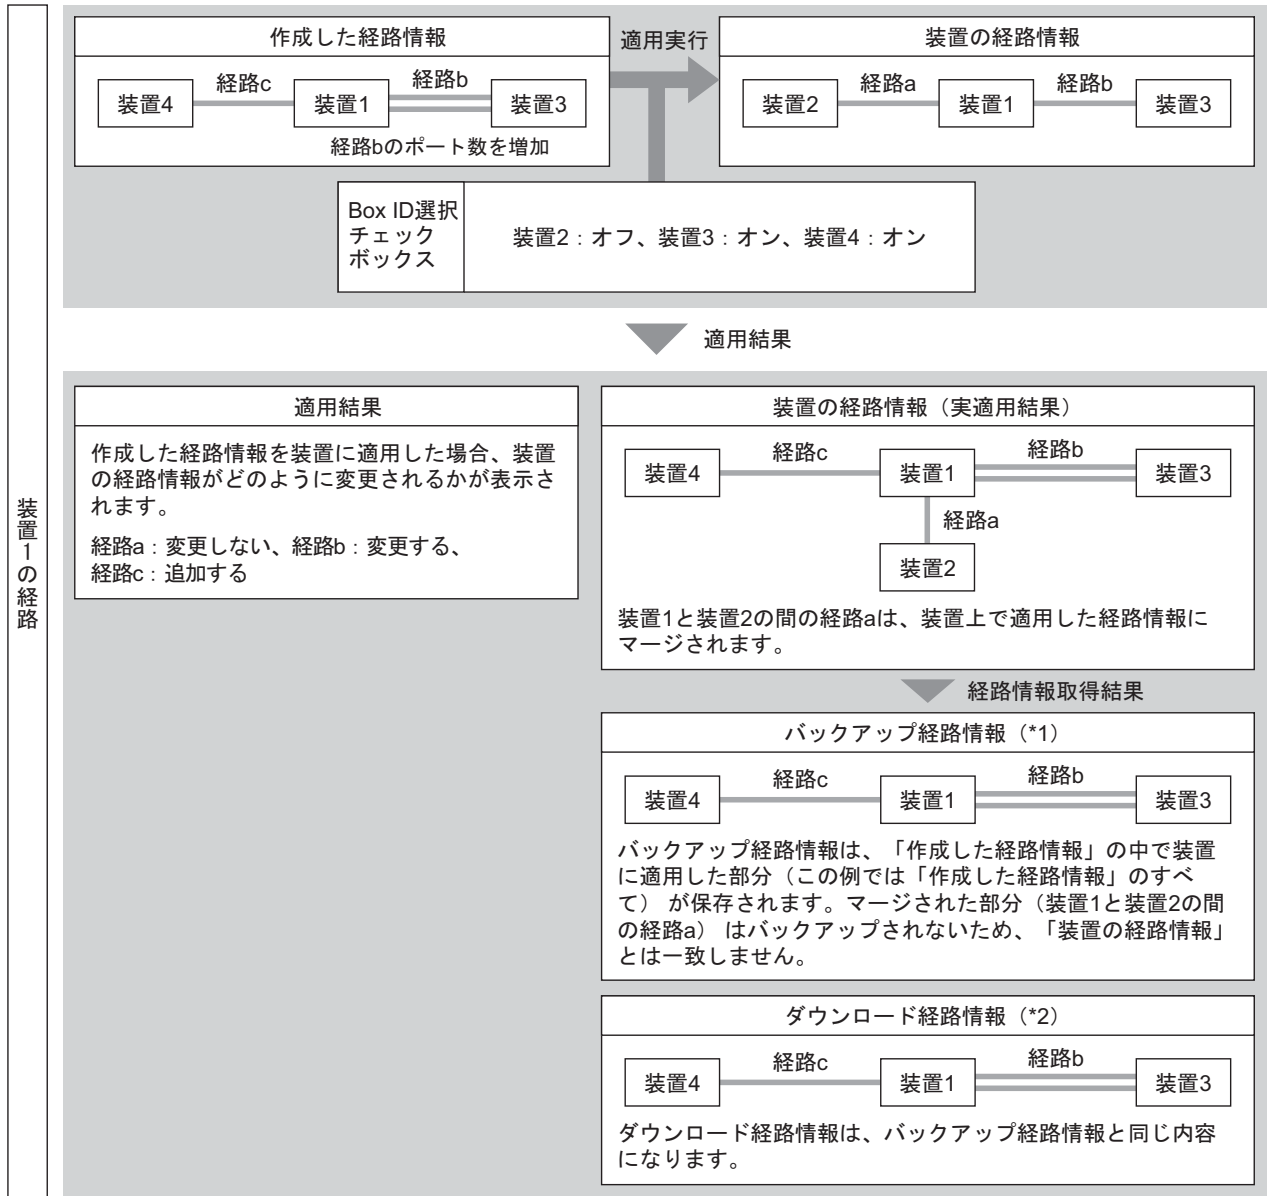 装置1の経路
作成した経路情報
装置4
経路c
装置1
経路b
装置3
経路bのポート数を増加
適用実行
装置の経路情報
装置2
経路a
装置1
経路b
装置3
Box ID選択
チェック
ボックス
装置2：オフ、装置3：オン、装置4：オン
適用結果
適用結果
作成した経路情報を装置に適用した場合、装置
の経路情報がどのように変更されるかが表示さ
れます。
経路a：変更しない、経路b：変更する、
経路c：追加する
装置の経路情報（実適用結果）
装置4
経路c
装置1
経路b
装置3
経路a
装置2
装置1と装置2の間の経路aは、装置上で適用した経路情報に
マージされます。
経路情報取得結果
バックアップ経路情報（*1）
装置4
経路c
装置1
経路b
装置3
バックアップ経路情報は、「作成した経路情報」の中で装置
に適用した部分（この例では「作成した経路情報」のすべ
て） が保存されます。マージされた部分（装置1と装置2の間
の経路a） はバックアップされないため、「装置の経路情報」
とは一致しません。
ダウンロード経路情報（*2）
装置4
経路c
装置1
経路b
装置3
ダウンロード経路情報は、バックアップ経路情報と同じ内容
になります。